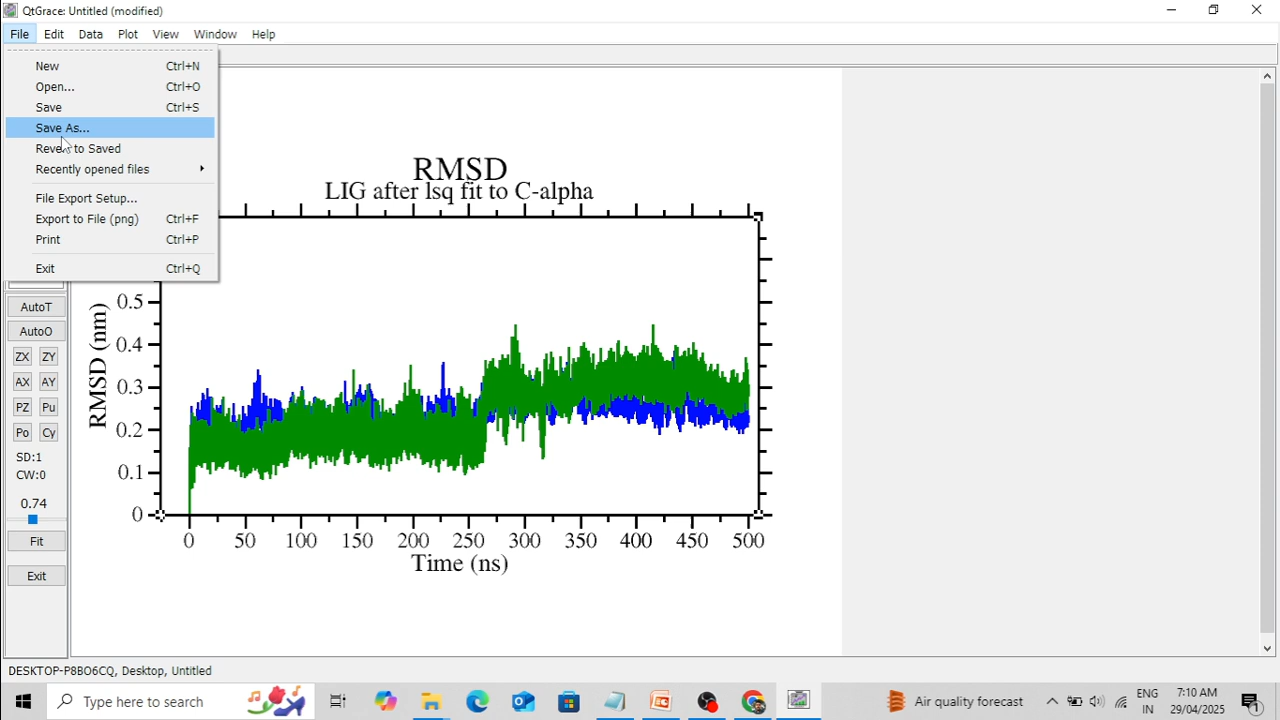 QtGrace: Untitled (modified)
File Edit Data Plot View Window Help
New Ctrl+N
Open... Ctrl+O
Save Ctrl+S
Save As...
Revert to Saved
Recently opened files
File Export Setup...
Export to File (png) Ctrl+F
Print Ctrl+P
Exit Ctrl+Q
AutoT
AutoO
ZX ZY
AX AY
PZ Pu
Po Cy
SD:1
CW:0
0.74
Fit
Exit
RMSD
LIG after lsq fit to C-alpha
RMSD (nm)
0.5
0.4
0.3
0.2
0.1
0
0 50 100 150 200 250 300 350 400 450 500
Time (ns)
DESKTOP-P8BO6CQ, Desktop, Untitled
Type here to search
Air quality forecast
ENG
IN
7:10 AM
29/04/2025
1